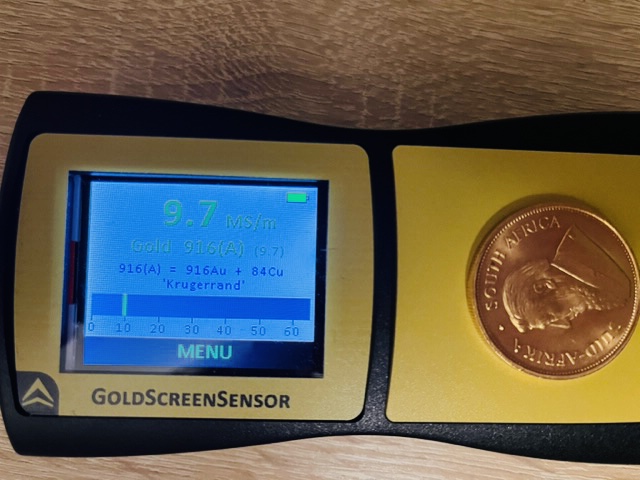 9.7 MS/m
Gold 916(A) (9.7)
916(A) = 916Au + 84Cu
'Krugerrand'
0 10 20 30 40 50 60
MENU
GOLDSCREENSENSOR
SOUTH AFRICA
SUID-AFRIKA